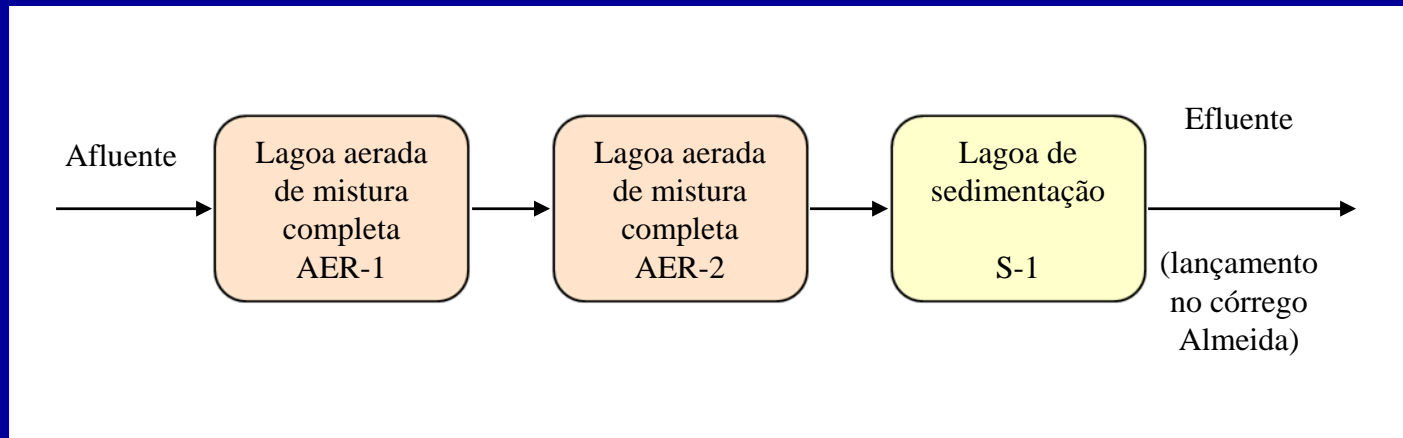 Afluente
Lagoa aerada
de mistura
completa
AER-1
Lagoa aerada
de mistura
completa
AER-2
Lagoa de
sedimentação
S-1
Efluente
(lançamento
no córrego
Almeida)